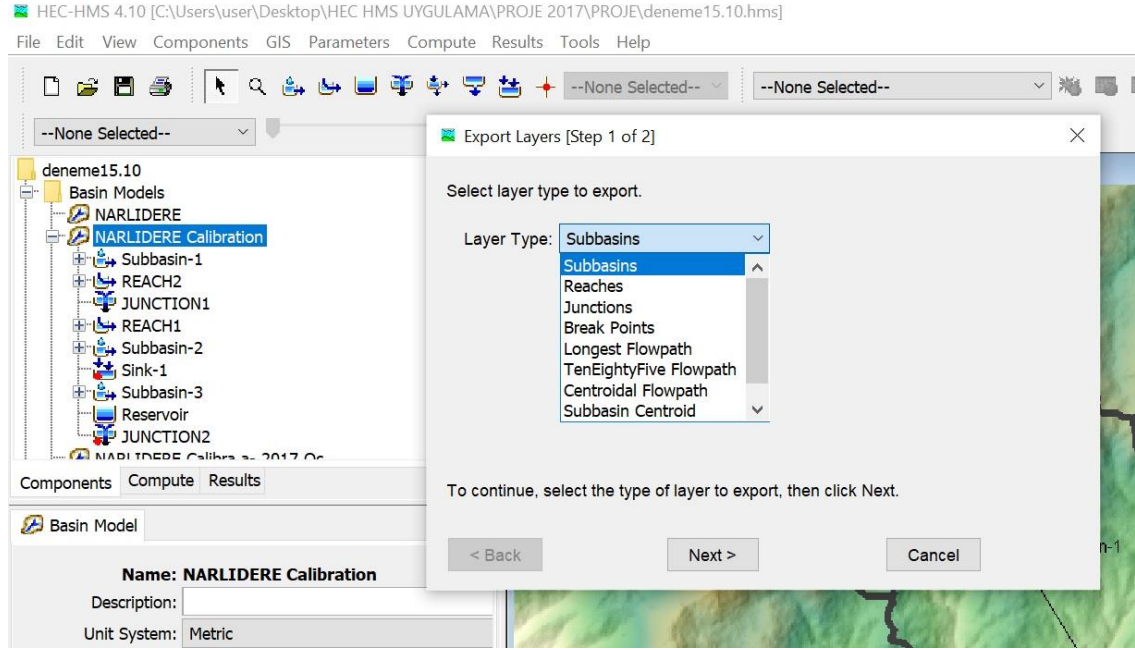 HEC-HMS 4.10 [C:\Users\user\Desktop\HEC HMS UYGULAMA\PROJE 2017\PROJE\deneme15.10.hms]
File Edit View Components GIS Parameters Compute Results Tools Help
--None Selected--
--None Selected--
--None Selected--
deneme15.10
Basin Models
NARLIDERE
NARLIDERE Calibration
Subbasin-1
REACH2
JUNCTION1
REACH1
Subbasin-2
Sink-1
Subbasin-3
Reservoir
JUNCTION2
NARLIDERE Calibra a- 2017 Oc
Components Compute Results
Basin Model
Name: NARLIDERE Calibration
Description:
Unit System: Metric
Export Layers [Step 1 of 2]
Select layer type to export.
Layer Type: Subbasins
Subbasins
Reaches
Junctions
Break Points
Longest Flowpath
TenEightyFive Flowpath
Centroidal Flowpath
Subbasin Centroid
To continue, select the type of layer to export, then click Next.
< Back Next > Cancel
n-1